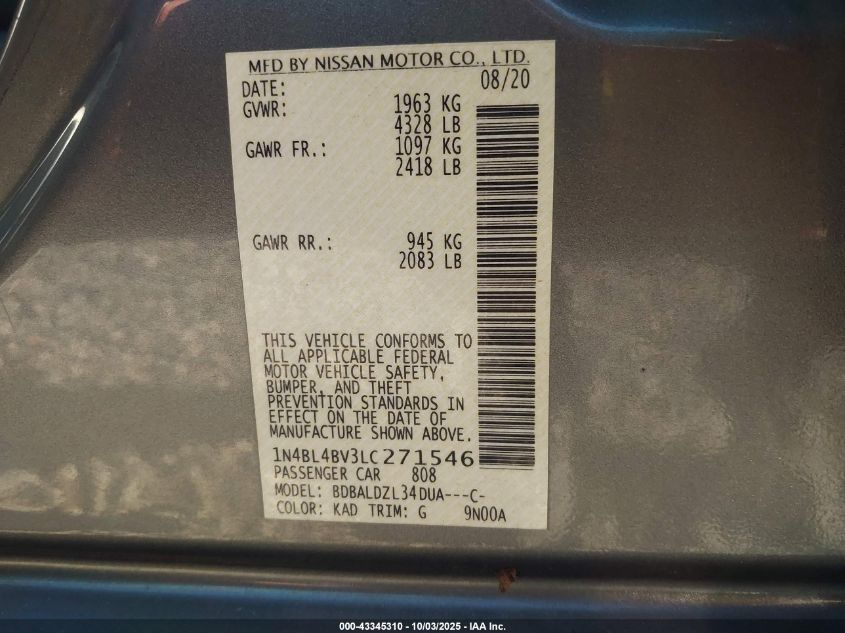 MFD BY NISSAN MOTOR CO., LTD.
DATE: 08/20
GVWR: 1963 KG
4328 LB
GAWR FR.: 1097 KG
2418 LB
GAWR RR.: 945 KG
2083 LB
THIS VEHICLE CONFORMS TO
ALL APPLICABLE FEDERAL
MOTOR VEHICLE SAFETY,
BUMPER, AND THEFT
PREVENTION STANDARDS IN
EFFECT ON THE DATE OF
MANUFACTURE SHOWN ABOVE.
1N4BL4BV3LC271546
PASSENGER CAR 808
MODEL: BDBALDZL34DUA---C-
COLOR: KAD TRIM: G 9N00A
000-43345310 - 10/03/2025 - IAA Inc.